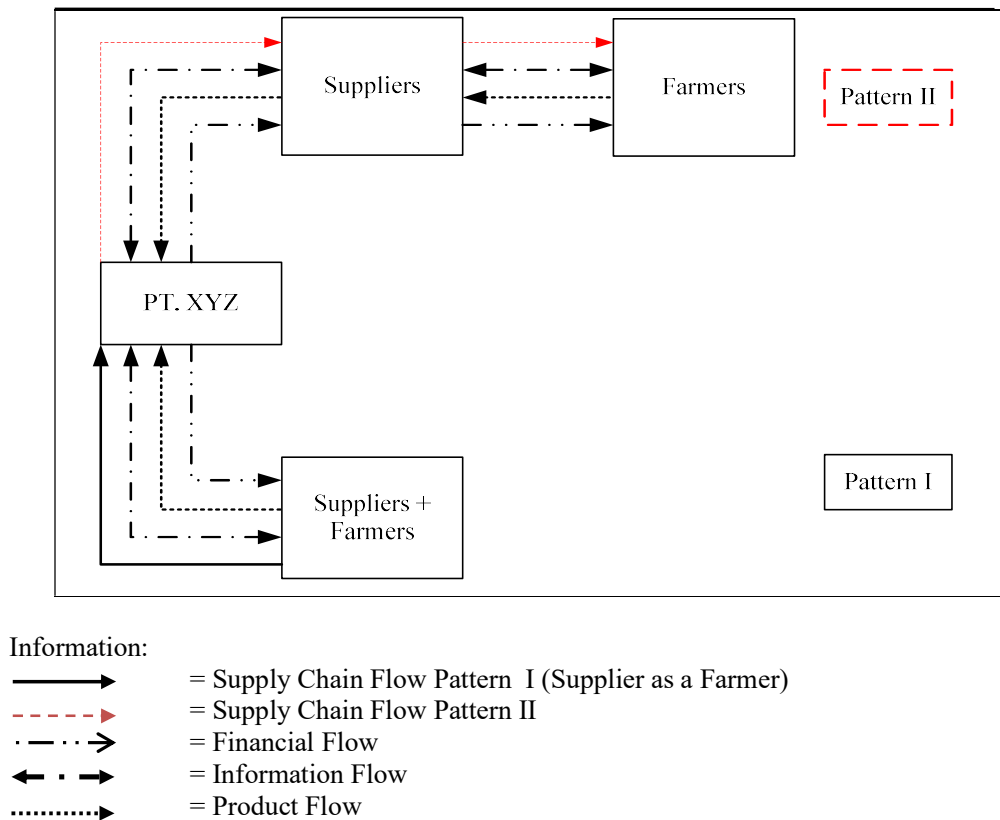 Suppliers
Farmers
Pattern II
PT. XYZ
Suppliers +
Farmers
Pattern I
Information:
= Supply Chain Flow Pattern I (Supplier as a Farmer)
= Supply Chain Flow Pattern II
= Financial Flow
= Information Flow
= Product Flow